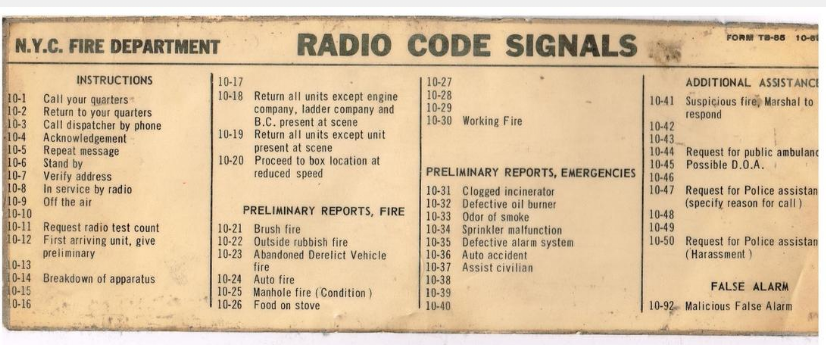 N.Y.C. FIRE DEPARTMENT
RADIO CODE SIGNALS
FORM TS-85 10-6
INSTRUCTIONS
10-1 Call your quarters
10-2 Return to your quarters
10-3 Call dispatcher by phone
10-4 Acknowledgement
10-5 Repeat message
10-6 Stand by
10-7 Verify address
10-8 In service by radio
10-9 Off the air
10-10
10-11 Request radio test count
10-12 First arriving unit, give
preliminary
10-13
10-14 Breakdown of apparatus
10-15
10-16
10-17
10-18 Return all units except engine
company, ladder company and
B.C. present at scene
10-19 Return all units except unit
present at scene
10-20 Proceed to box location at
reduced speed
PRELIMINARY REPORTS, FIRE
10-21 Brush fire
10-22 Outside rubbish fire
10-23 Abandoned Derelict Vehicle
fire
10-24 Auto fire
10-25 Manhole fire (Condition)
10-26 Food on stove
10-27
10-28
10-29
10-30 Working Fire
PRELIMINARY REPORTS, EMERGENCIES
10-31 Clogged incinerator
10-32 Defective oil burner
10-33 Odor of smoke
10-34 Sprinkler malfunction
10-35 Defective alarm system
10-36 Auto accident
10-37 Assist civilian
10-38
10-39
10-40
ADDITIONAL ASSISTANCE
10-41 Suspicious fire, Marshal to
respond
10-42
10-43
10-44 Request for public ambulanc
10-45 Possible D.O.A.
10-46
10-47 Request for Police assistan
(specify reason for call)
10-48
10-49
10-50 Request for Police assistan
(Harassment)
FALSE ALARM
10-92 Malicious False Alarm